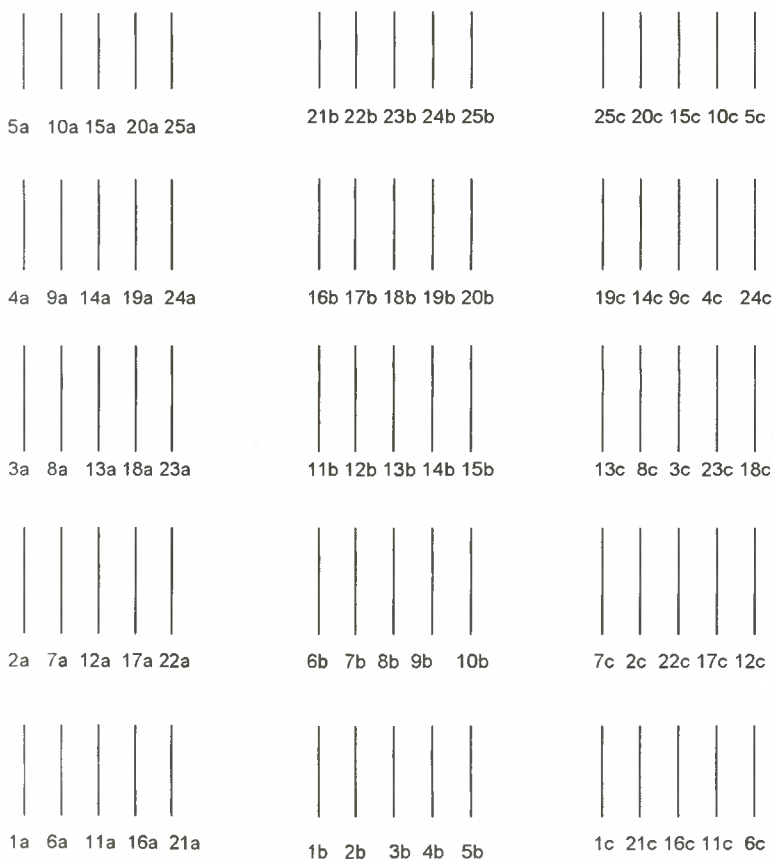 5a 10a 15a 20a 25a 21b 22b 23b 24b 25b 25c 20c 15c 10c 5c
4a 9a 14a 19a 24a 16b 17b 18b 19b 20b 19c 14c 9c 4c 24c
3a 8a 13a 18a 23a 11b 12b 13b 14b 15b 13c 8c 3c 23c 18c
2a 7a 12a 17a 22a 6b 7b 8b 9b 10b 7c 2c 22c 17c 12c
1a 6a 11a 16a 21a 1b 2b 3b 4b 5b 1c 21c 16c 11c 6c